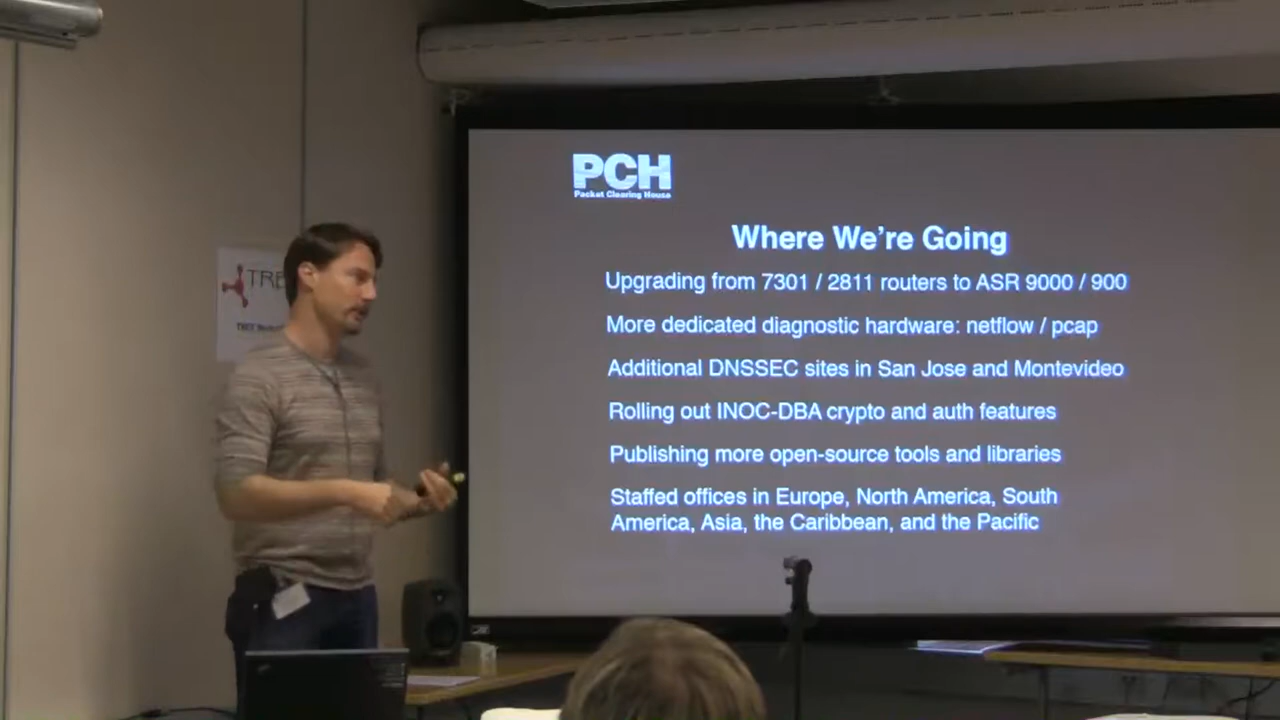 PCH
Packet Clearing House
Where We're Going
Upgrading from 7301 / 2811 routers to ASR 9000 / 900
More dedicated diagnostic hardware: netflow / pcap
Additional DNSSEC sites in San Jose and Montevideo
Rolling out INOC-DBA crypto and auth features
Publishing more open-source tools and libraries
Staffed offices in Europe, North America, South
America, Asia, the Caribbean, and the Pacific